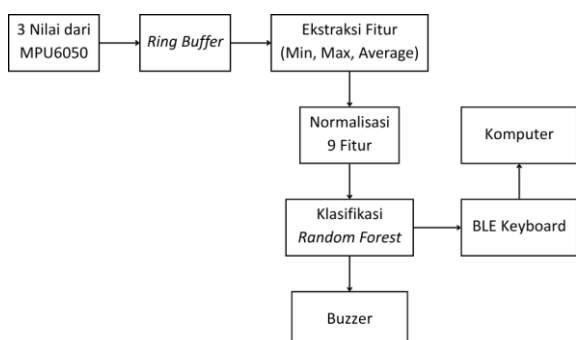 3 Nilai dari
MPU6050
Ring Buffer
Ekstraksi Fitur
(Min, Max, Average)
Normalisasi
9 Fitur
Komputer
Klasifikasi
Random Forest
BLE Keyboard
Buzzer